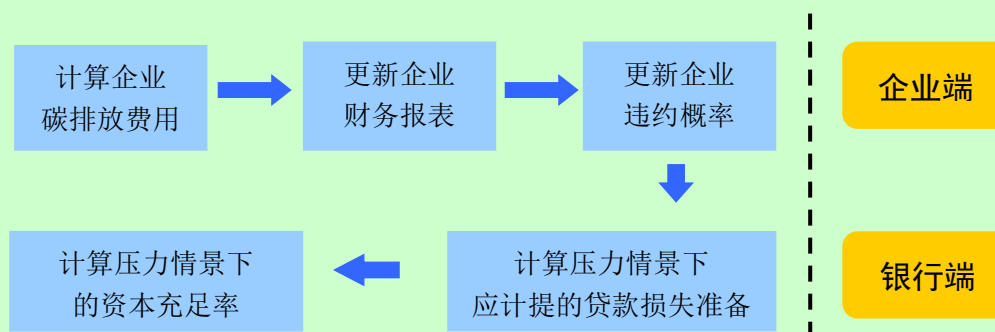 计算企业
碳排放费用
更新企业
财务报表
更新企业
违约概率
企业端
计算压力情景下
的资本充足率
计算压力情景下
应计提的贷款损失准备
银行端